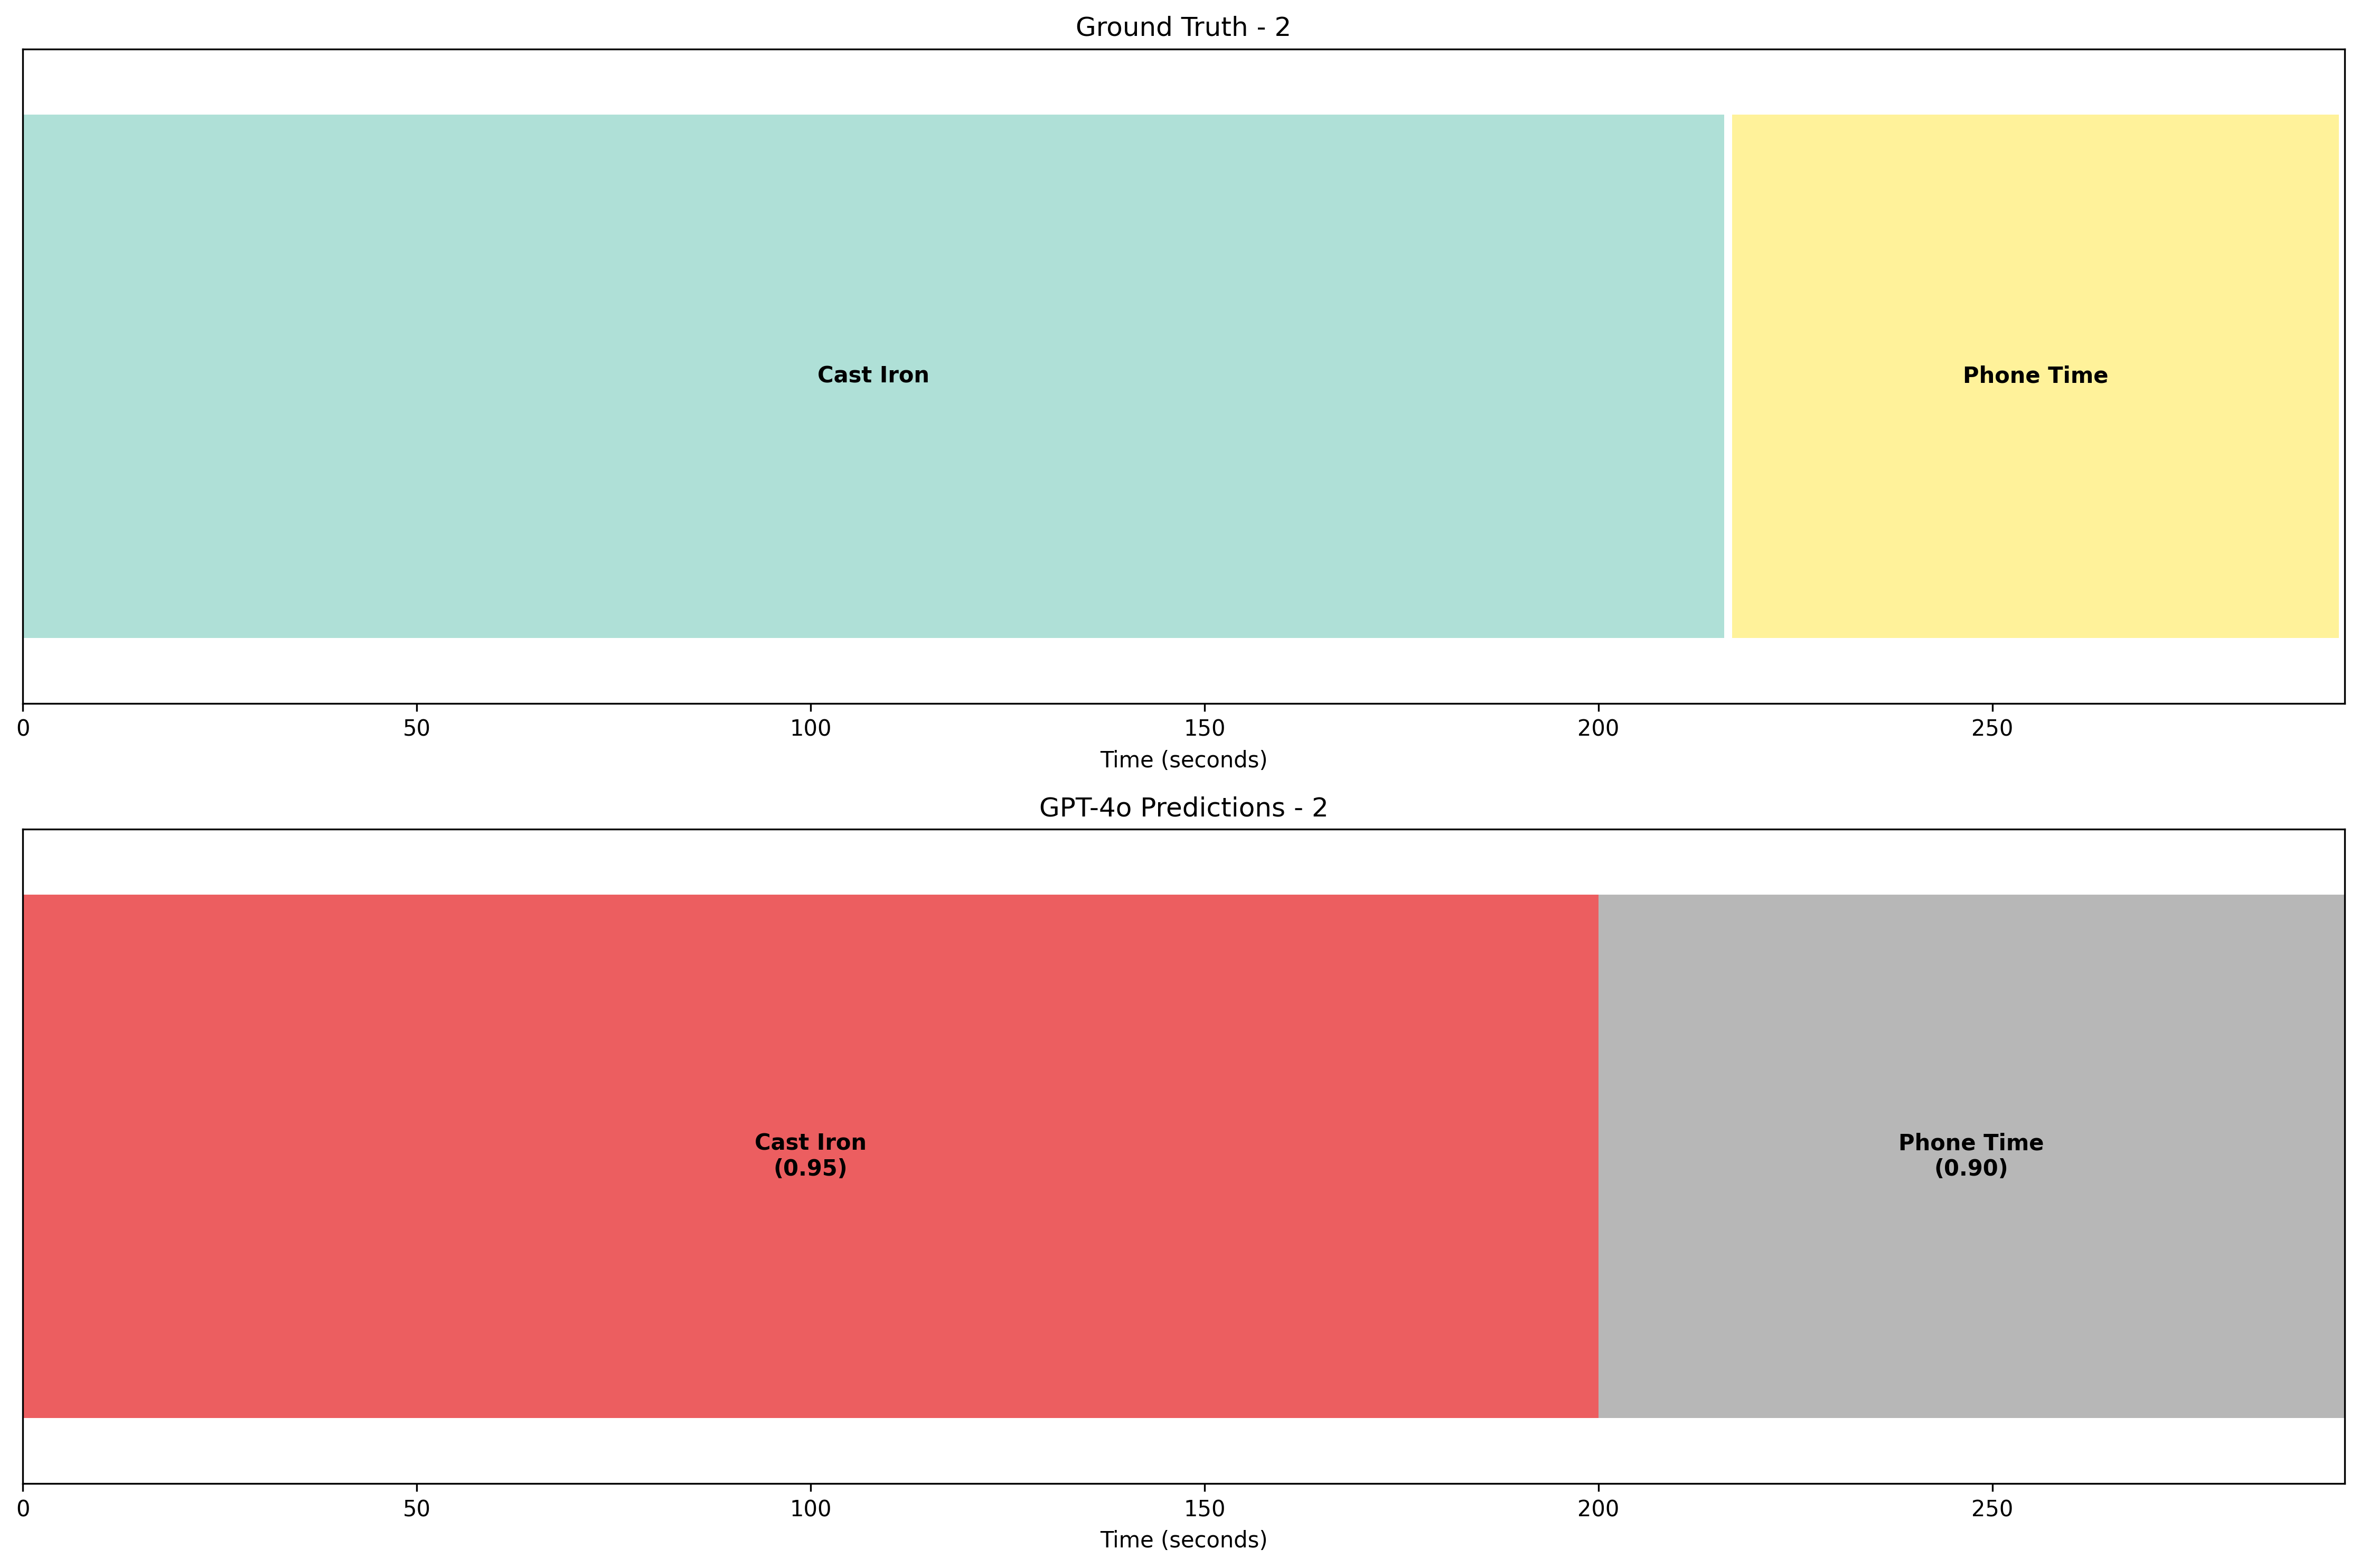 Ground Truth - 2
Cast Iron
Phone Time
0 50 100 150 200 250
Time (seconds)
GPT-4o Predictions - 2
Cast Iron
(0.95)
Phone Time
(0.90)
0 50 100 150 200 250
Time (seconds)